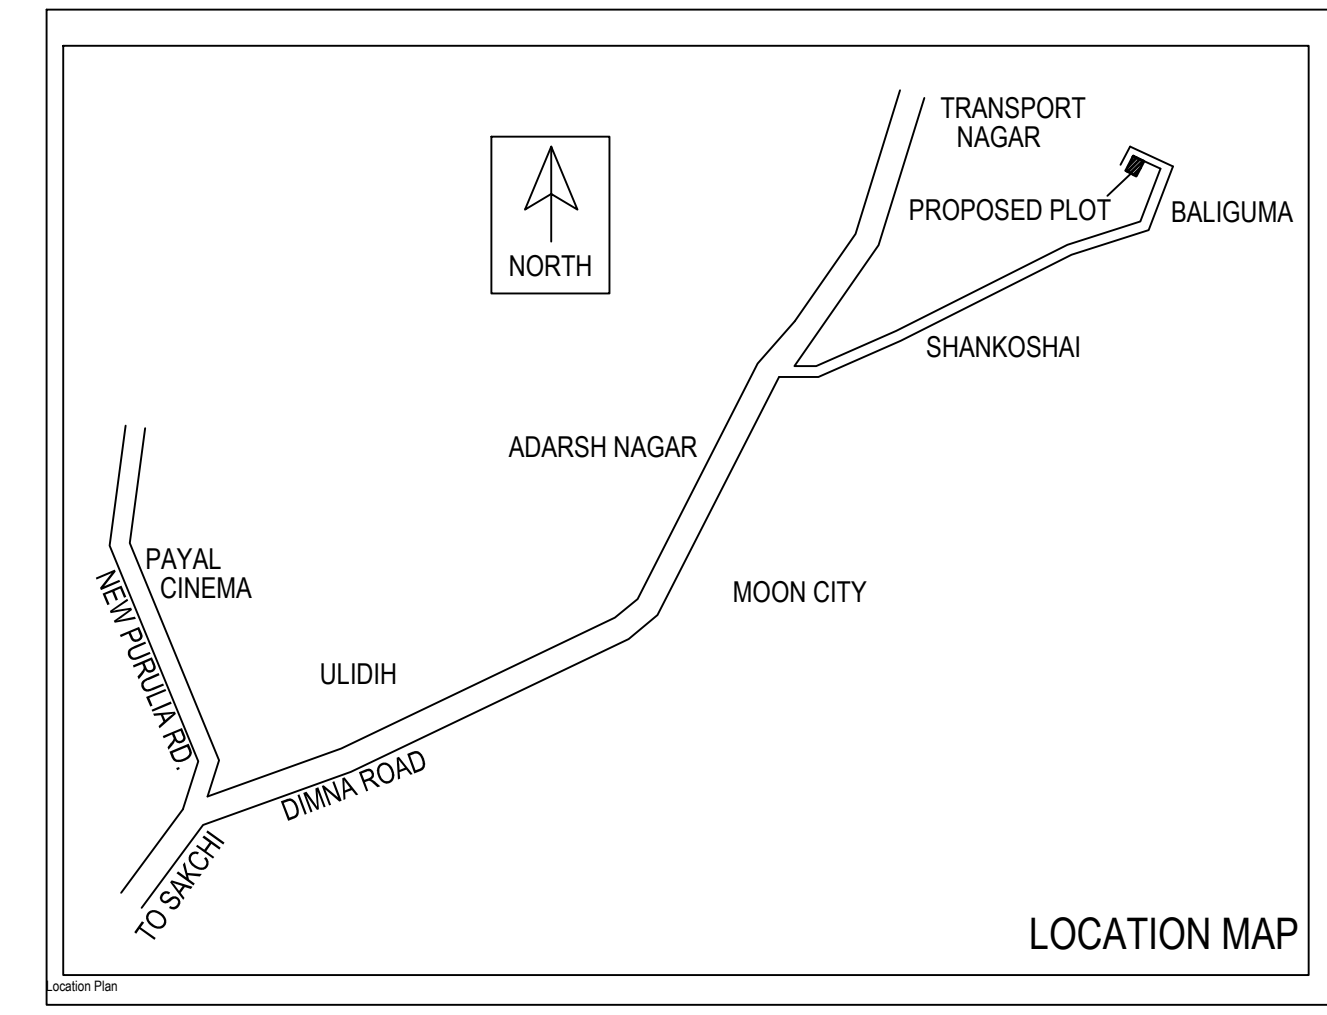 TRANSPORT
NAGAR
PROPOSED PLOT
BALIGUMA
NORTH
SHANKOSHAI
ADARSH NAGAR
PAYAL
CINEMA
NEW PURULIA RD.
MOON CITY
ULIDIH
DIMNA ROAD
TO SAKCHI
LOCATION MAP
Location Plan